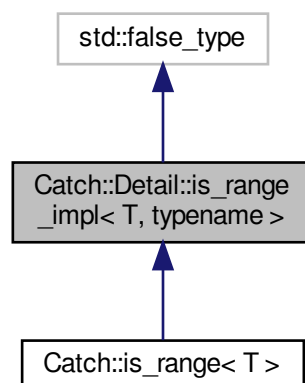 std::false_type
Catch::Detail::is_range
_impl< T, typename >
Catch::is_range< T >